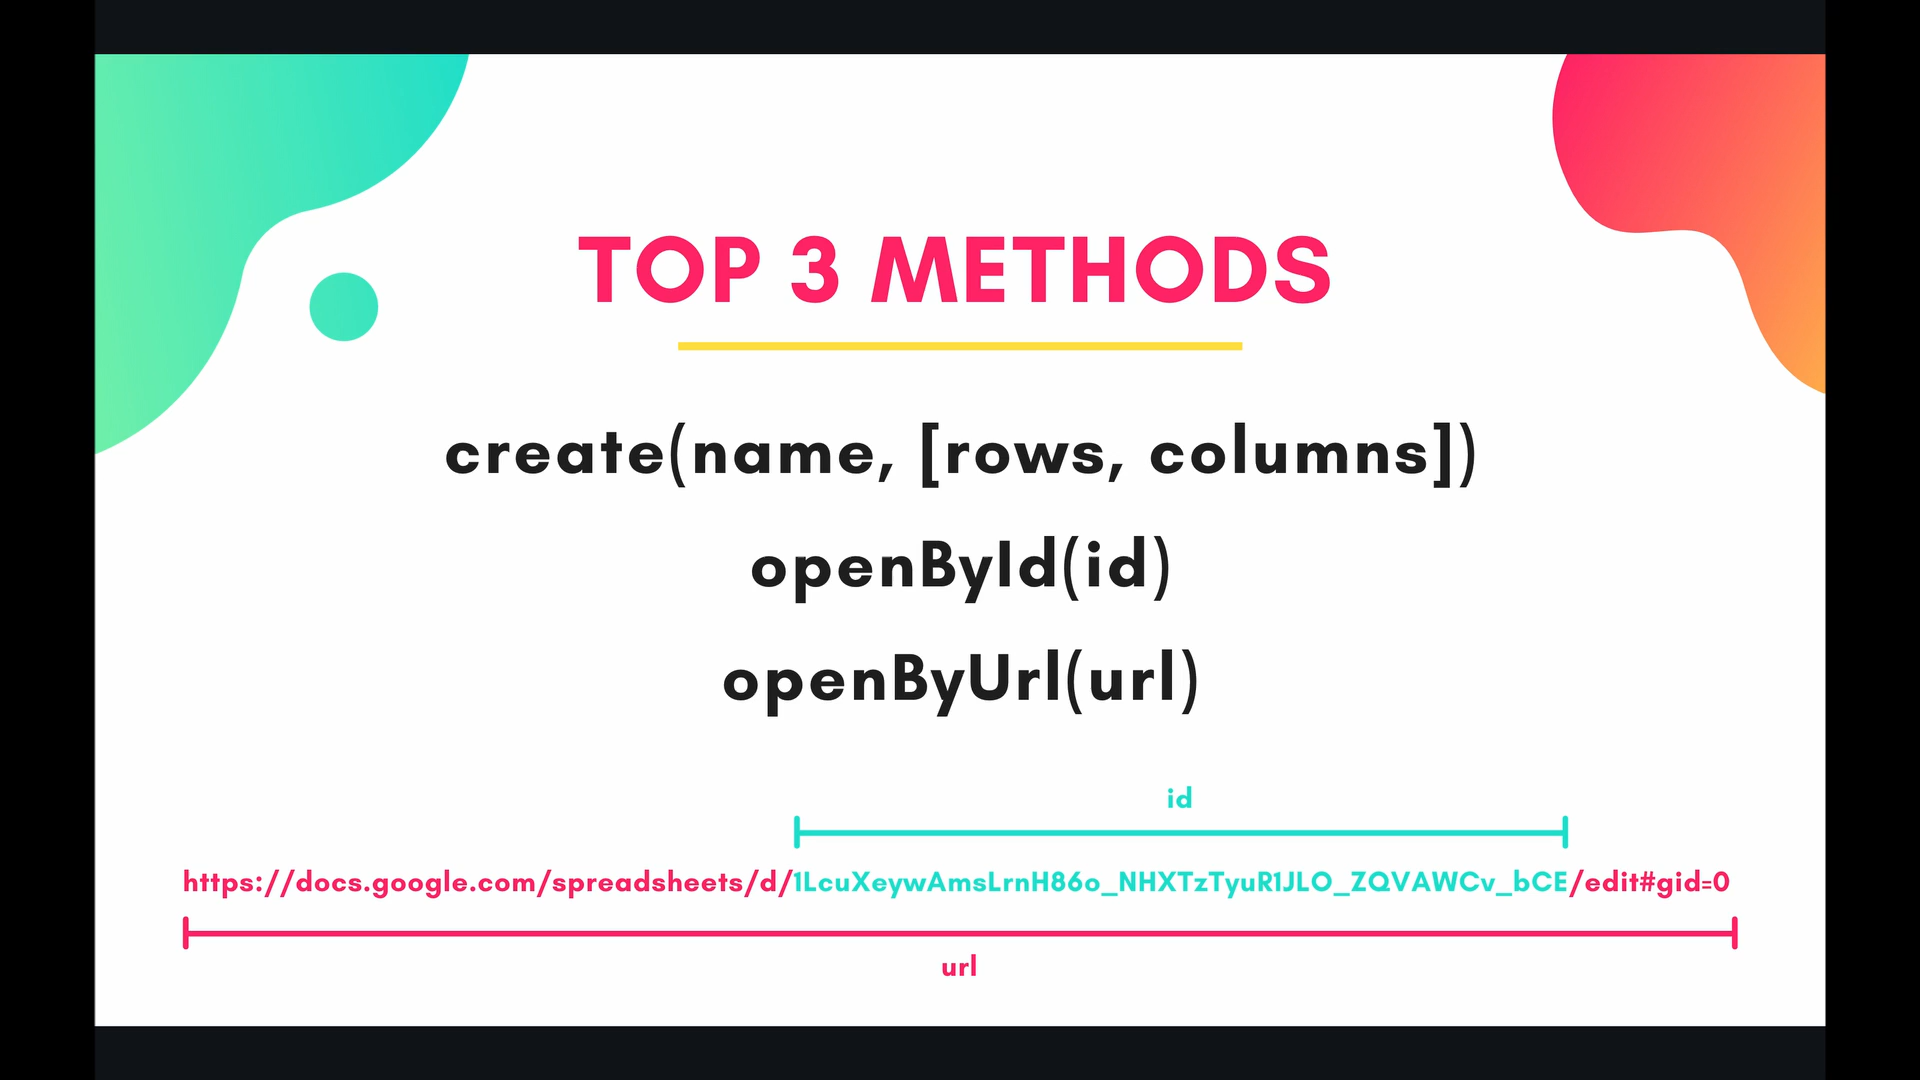 TOP 3 METHODS
create(name, [rows, columns])
openById(id)
openByUrl(url)
id
https://docs.google.com/spreadsheets/d/1LcuXeywAmsLrnH86o_NHXTzTyuR1JLO_ZQVAWCv_bCE/edit#gid=0
url